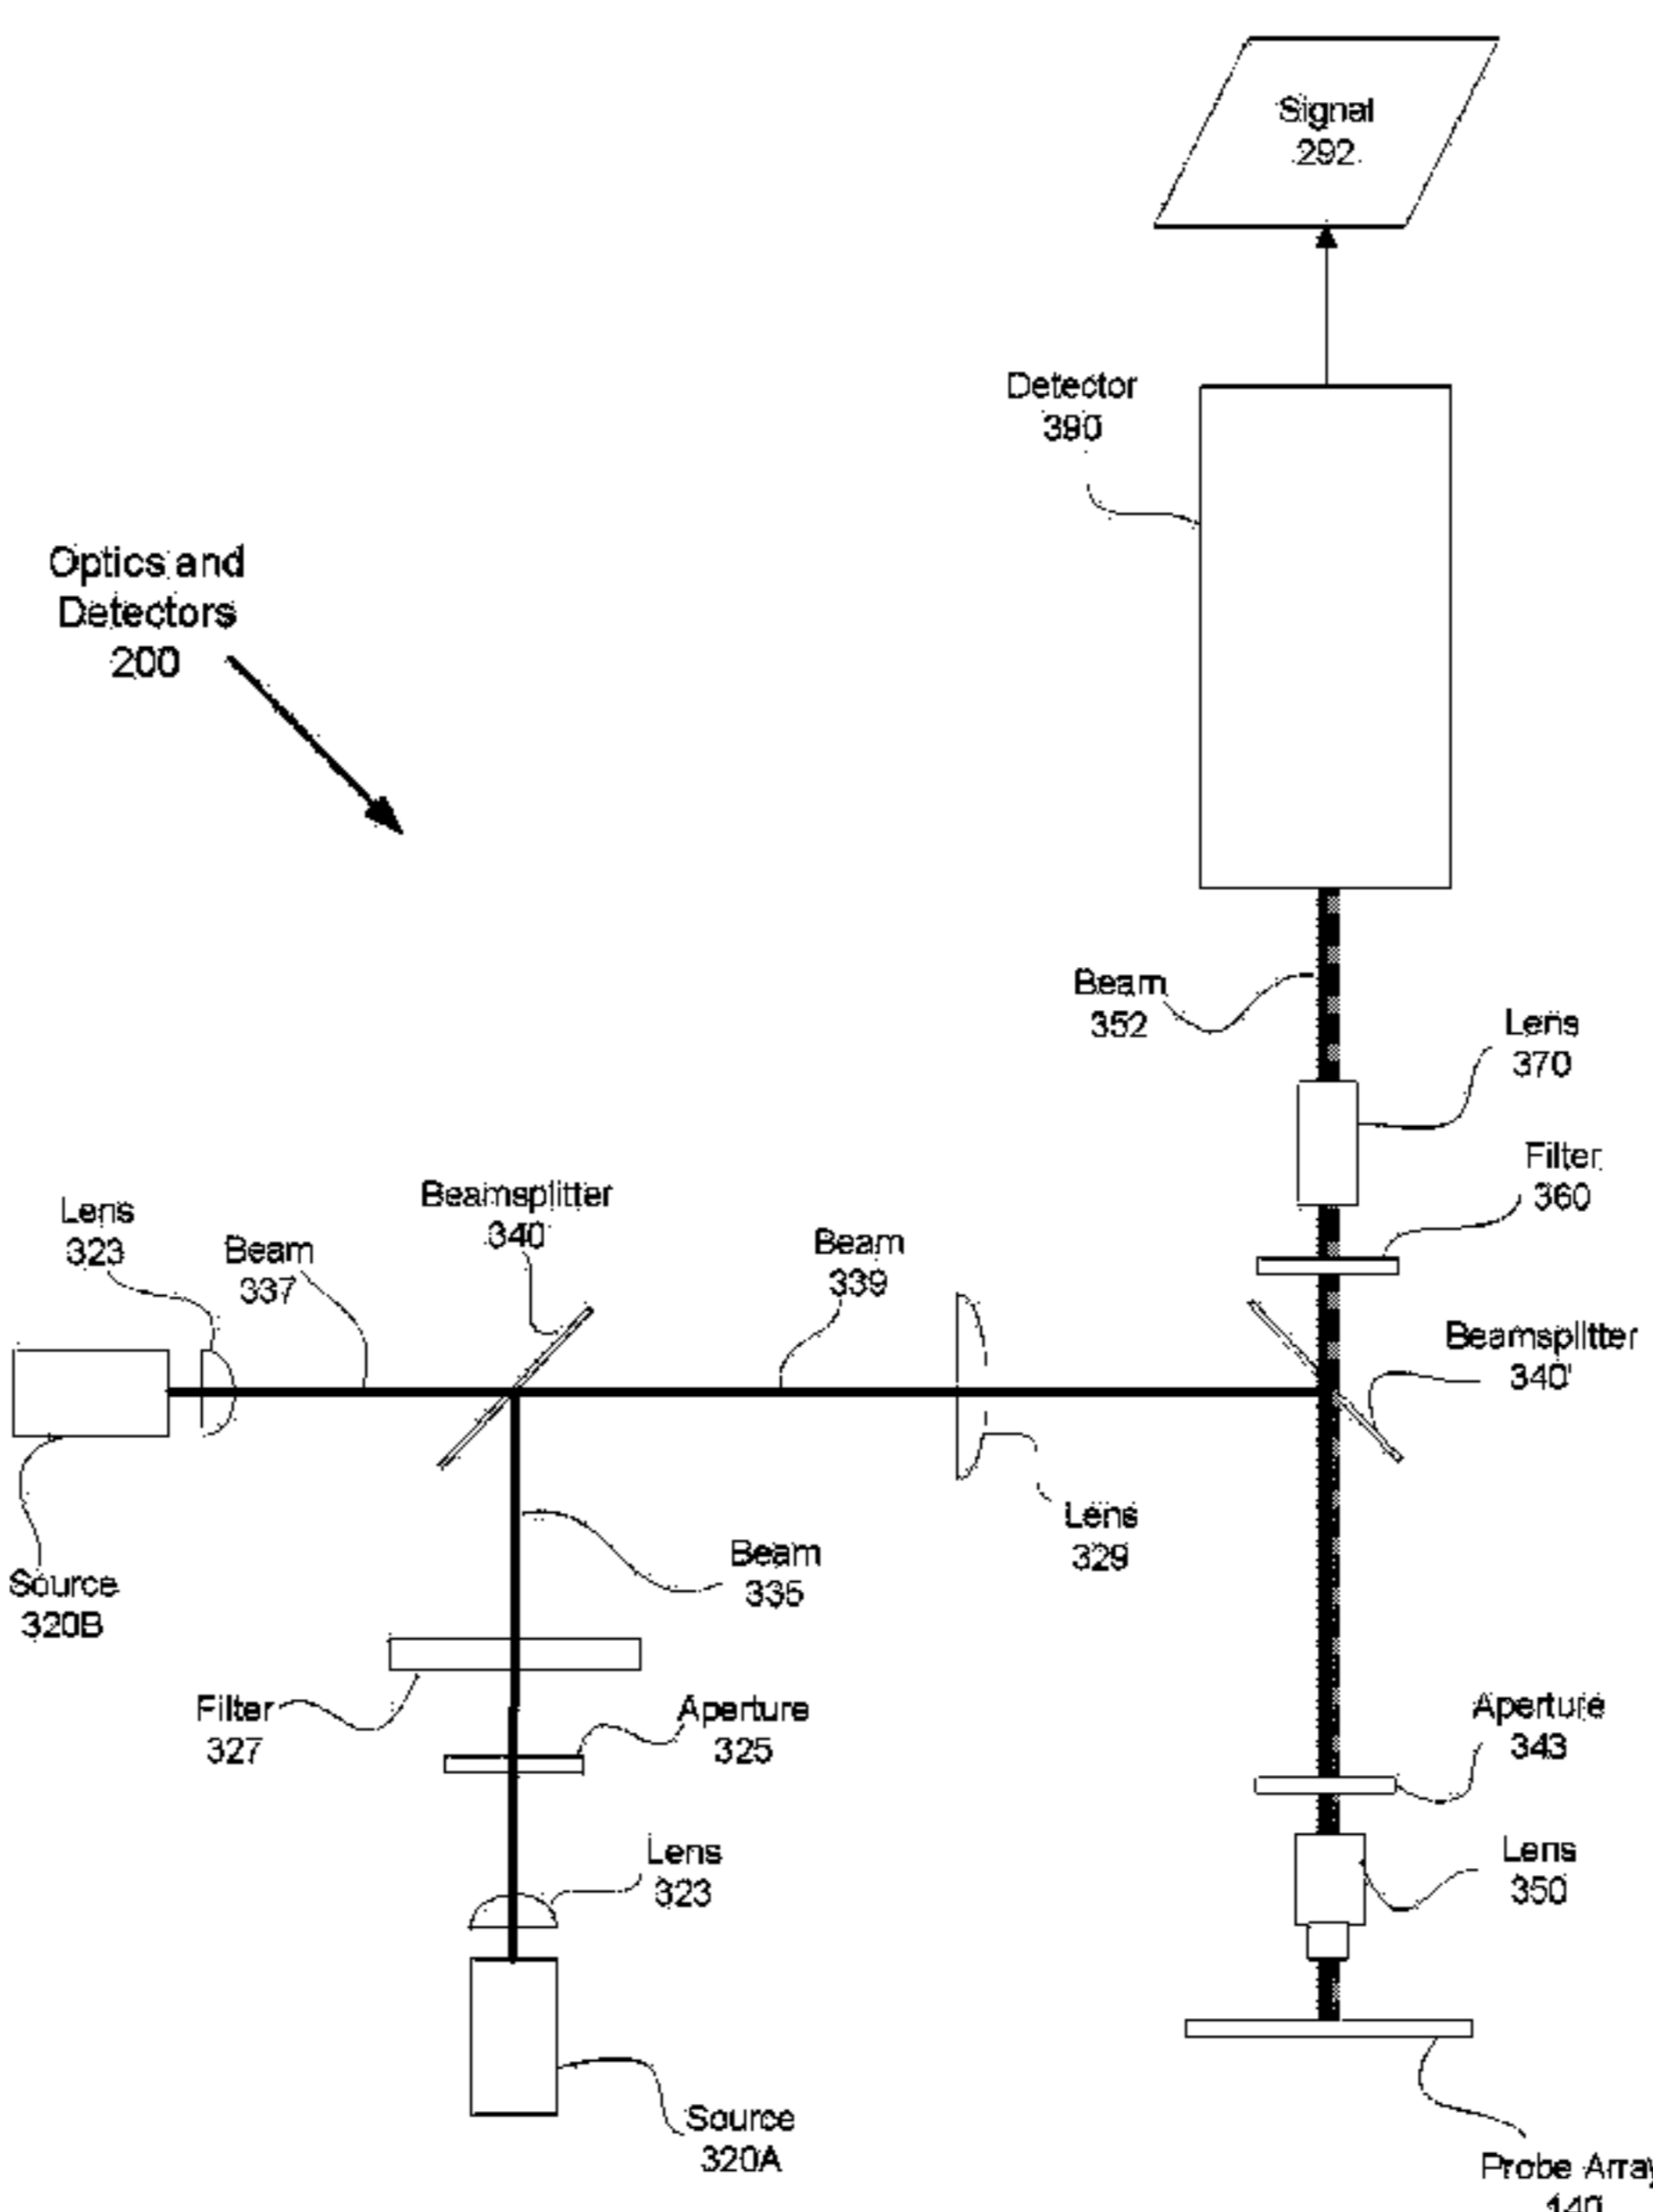 Signal
292
Detector
390
Optics and
Detectors
200
Beam
352
Lens
370
Filter
360
Beamsplitter
340
Lens
323
Beam
337
Beam
339
Beamsplitter
340'
Lens
329
Beam
335
Source
320B
Filter
327
Aperture
325
Aperture
343
Lens
323
Lens
350
Source
320A
Probe Array
140